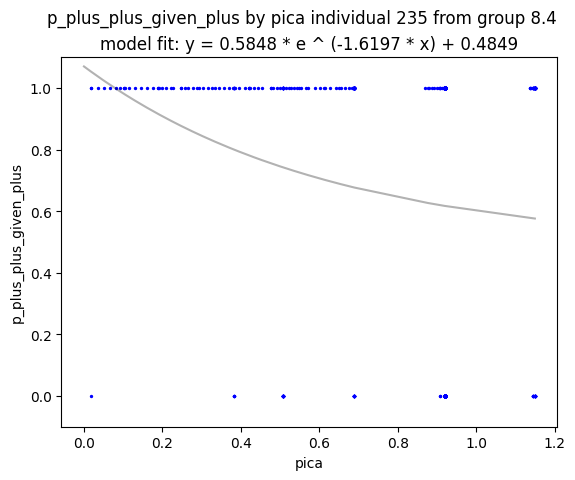 p_plus_plus_given_plus by pica individual 235 from group 8.4
model fit: y = 0.5848 * e ^ (-1.6197 * x) + 0.4849
p_plus_plus_given_plus
1.0
0.8
0.6
0.4
0.2
0.0
0.0 0.2 0.4 0.6 0.8 1.0 1.2
pica